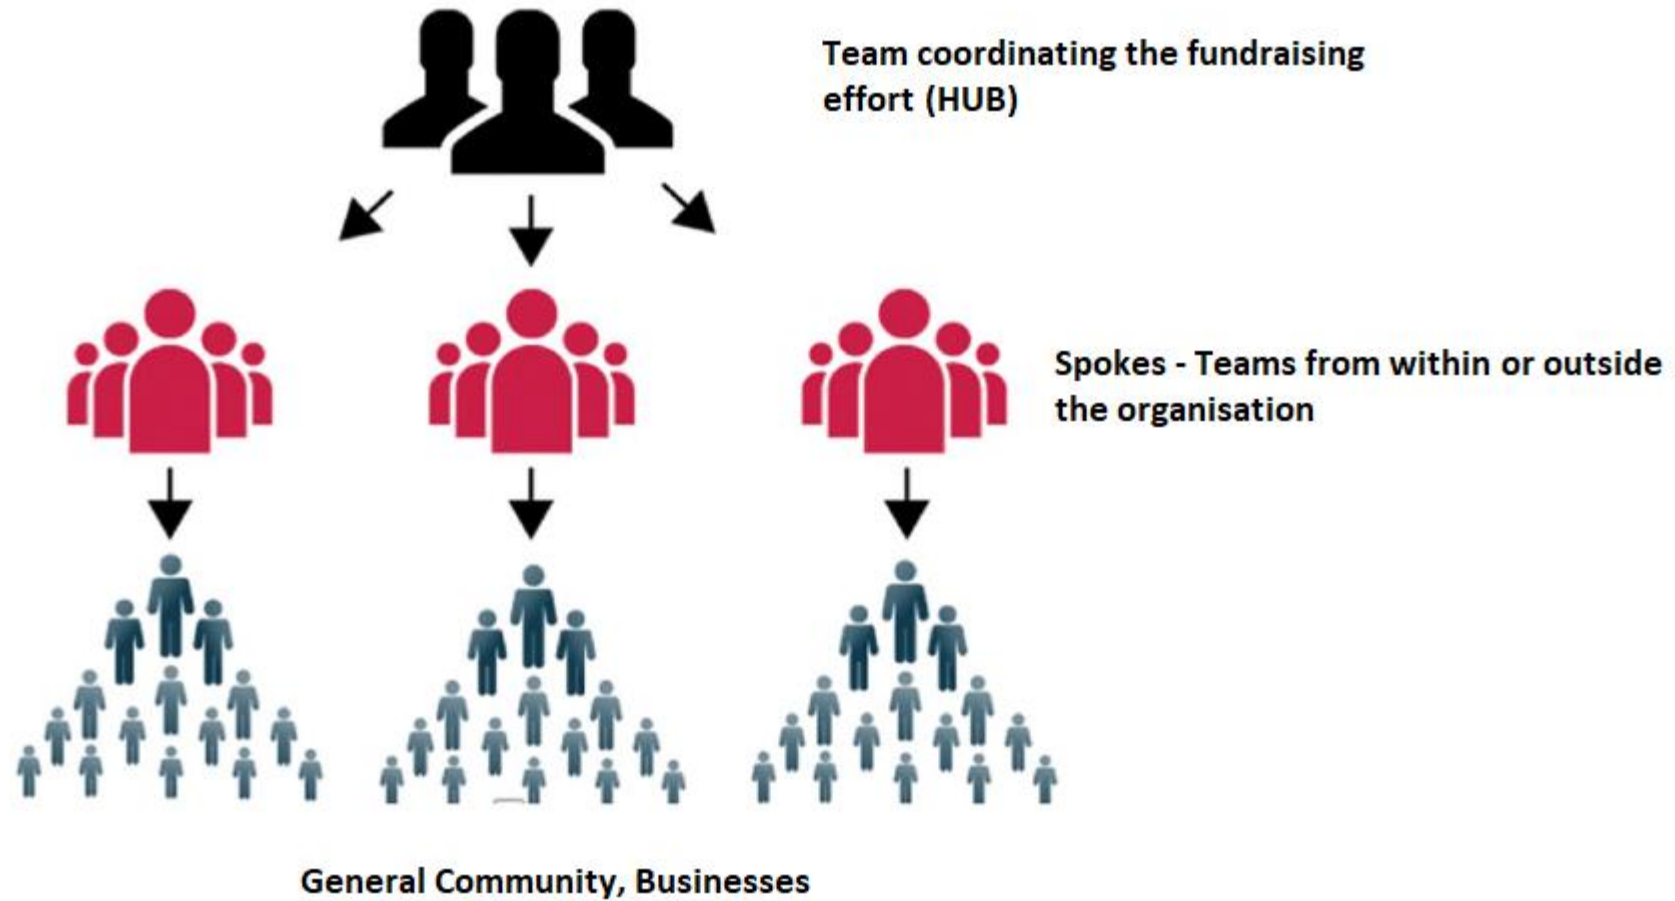 Team coordinating the fundraising
effort (HUB)
Spokes - Teams from within or outside
the organisation
General Community, Businesses